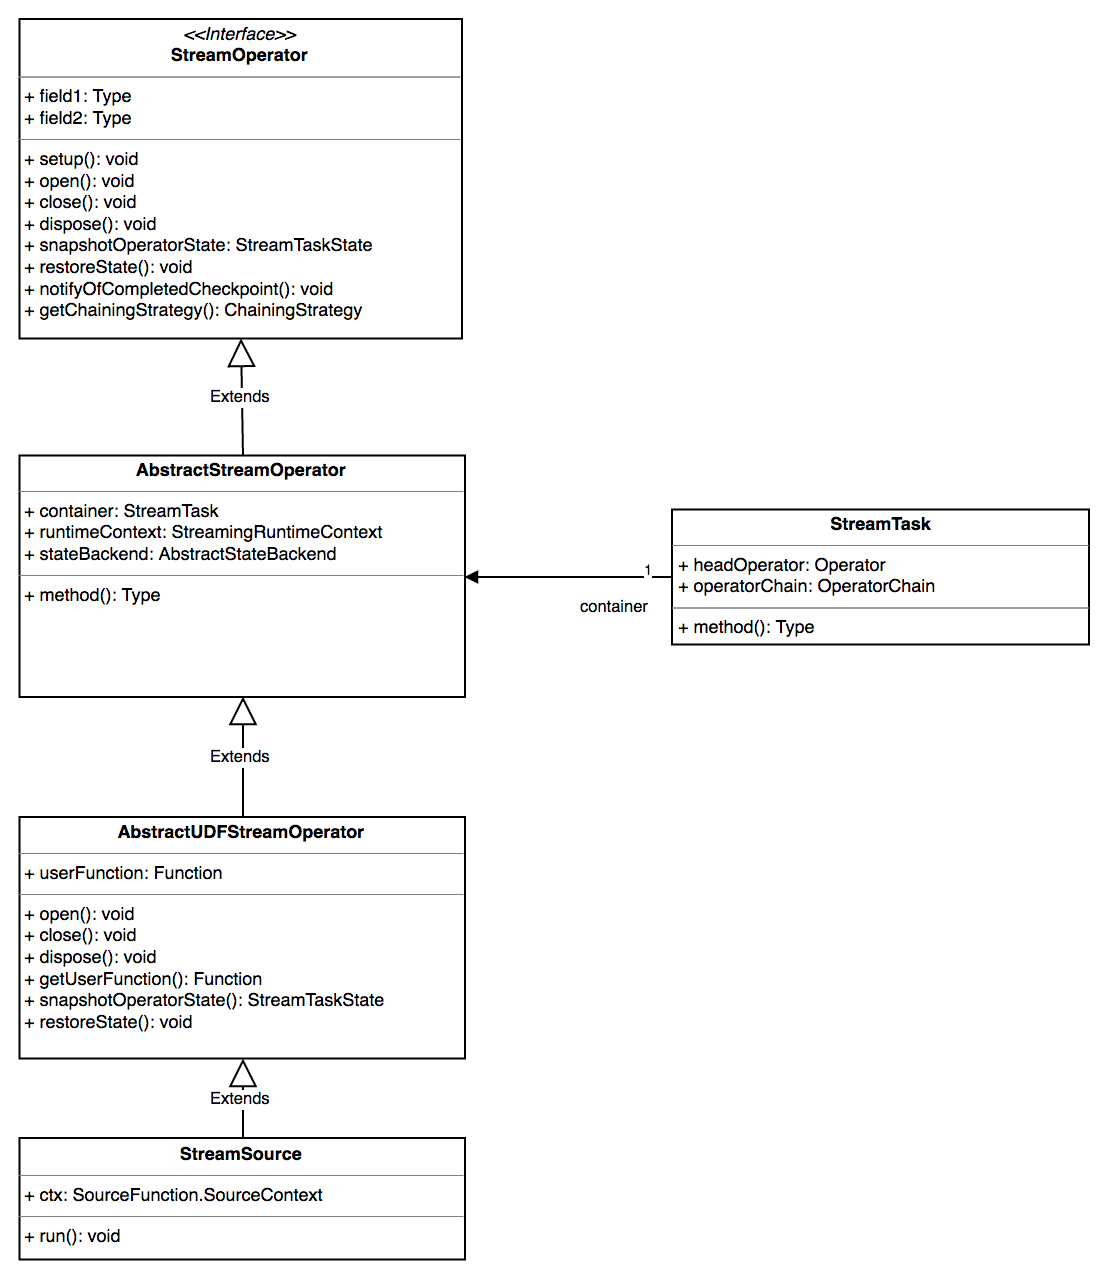 <<Interface>>
StreamOperator
+ field1: Type
+ field2: Type
+ setup(): void
+ open(): void
+ close(): void
+ dispose(): void
+ snapshotOperatorState: StreamTaskState
+ restoreState(): void
+ notifyOfCompletedCheckpoint(): void
+ getChainingStrategy(): ChainingStrategy
Extends
AbstractStreamOperator
+ container: StreamTask
+ runtimeContext: StreamingRuntimeContext
+ stateBackend: AbstractStateBackend
+ method(): Type
1
container
StreamTask
+ headOperator: Operator
+ operatorChain: OperatorChain
+ method(): Type
Extends
AbstractUDFStreamOperator
+ userFunction: Function
+ open(): void
+ close(): void
+ dispose(): void
+ getUserFunction(): Function
+ snapshotOperatorState(): StreamTaskState
+ restoreState(): void
Extends
StreamSource
+ ctx: SourceFunction.SourceContext
+ run(): void